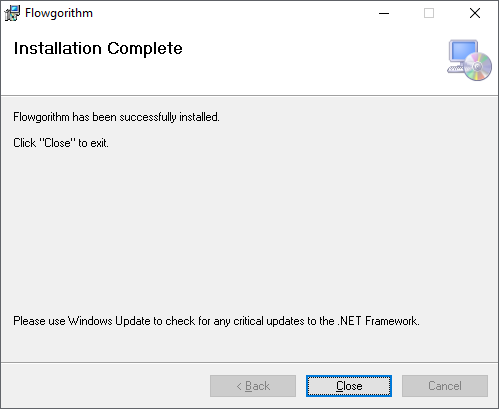 Flowgorithm
Installation Complete
Flowgorithm has been successfully installed.
Click "Close" to exit.
Please use Windows Update to check for any critical updates to the .NET Framework.
< Back
Close
Cancel